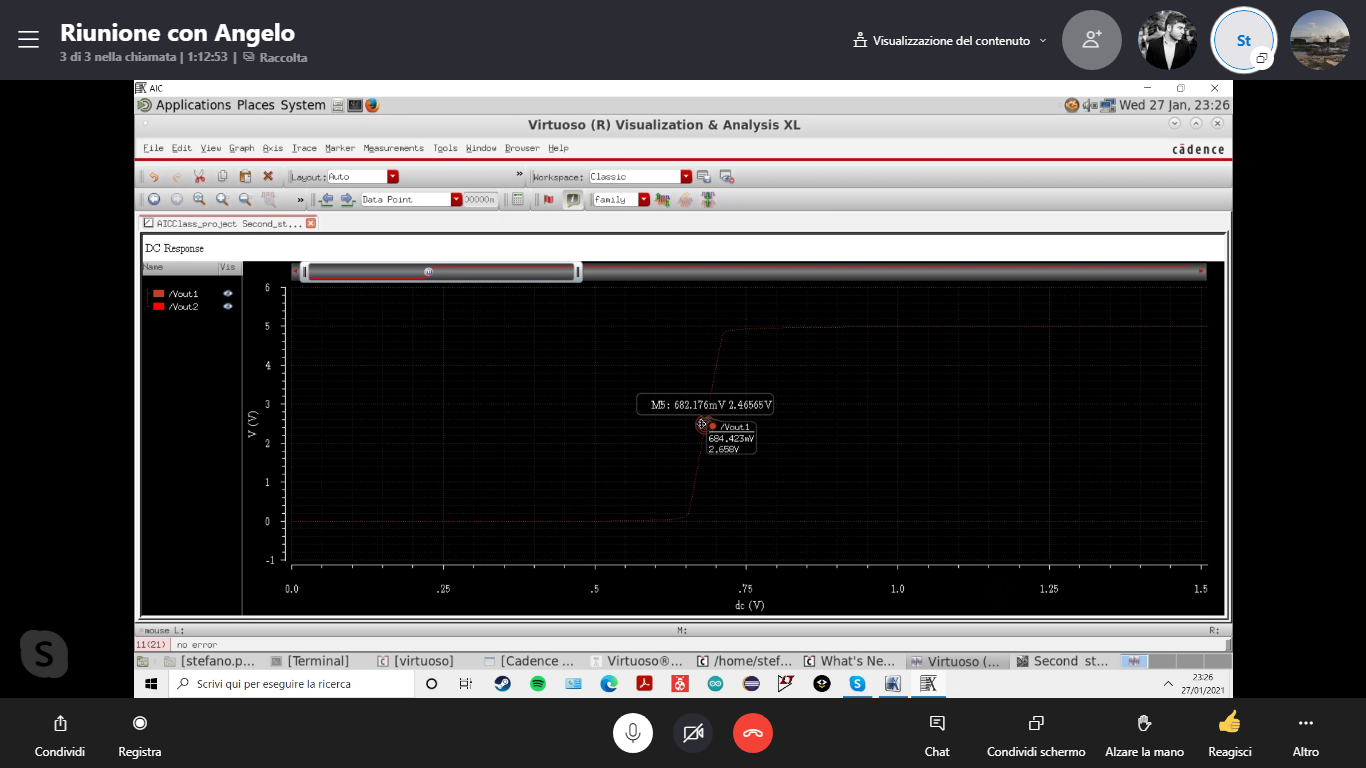 Riunione con Angelo
3 di 3 nella chiamata | 1:12:53 | Raccolta
Visualizzazione del contenuto
St
AIC
Applications Places System
Wed 27 Jan, 23:26
Virtuoso (R) Visualization & Analysis XL
File Edit View Graph Axis Trace Marker Measurements Tools Window Browser Help
cādence
Layout: Auto
» Workspace: Classic
» Data Point
00000m
family
AICClass_project Second_st...
DC Response
Name Vis
/Vout1
/Vout2
6
5
4
3
2
1
0
-1
V (V)
M5: 682.176mV 2.46565V
/Vout1
684.423mV
2.658V
0.0 .25 .5 .75 1.0 1.25 1.5
dc (V)
mouse L: M: R:
11(21) no error
[stefano.p... [Terminal] [virtuoso] [Cadence ... Virtuoso®... /home/stef... What's Ne... Virtuoso (... Second st...
Scrivi qui per eseguire la ricerca
23:26
27/01/2021
S
Condividi
Registra
Chat
Condividi schermo
Alzare la mano
Reagisci
Altro